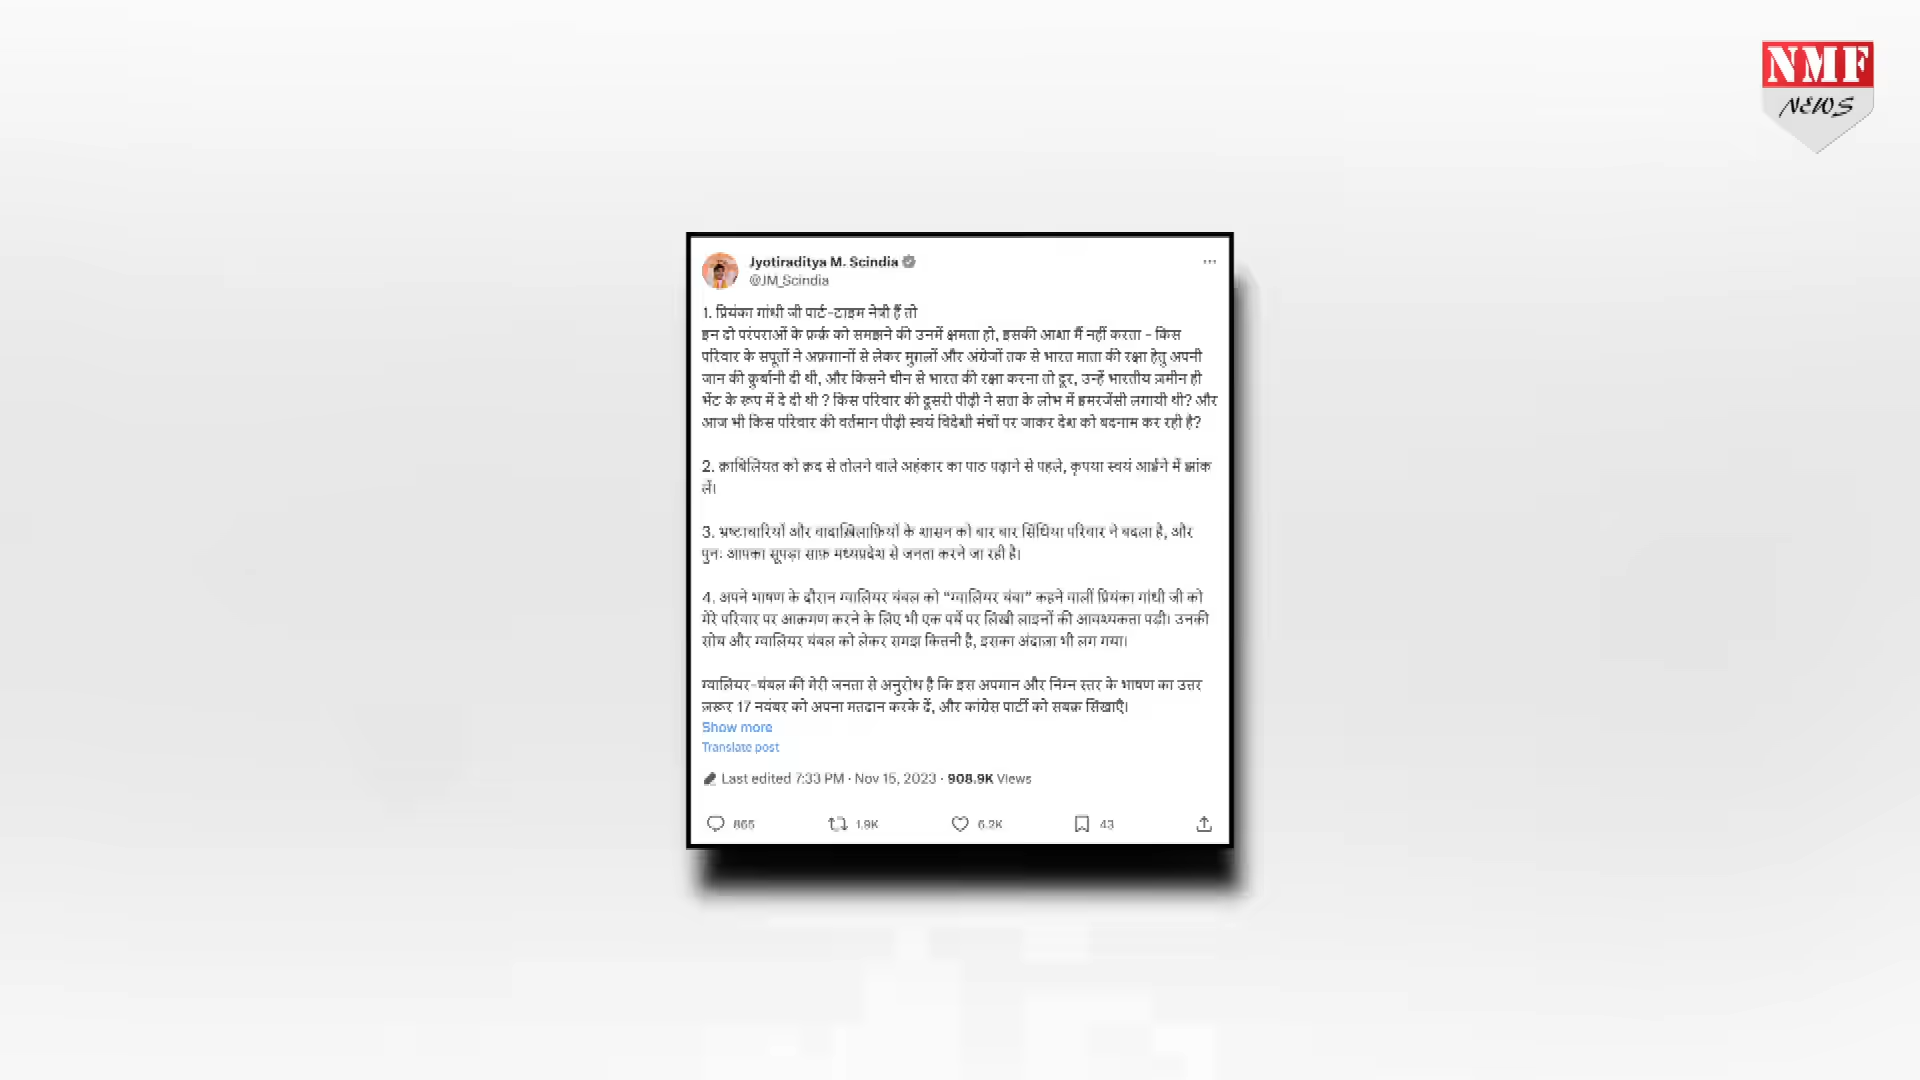 NMF
NEWS
Jyotiraditya M. Scindia
@JM_Scindia
1. प्रियंका गांधी जी पार्ट-टाइम नेत्री हैं तो
इन दो परंपराओं के फ़र्क़ को समझने की उनमें क्षमता हो, इसकी आशा मैं नहीं करता - किस
परिवार के सपूतों ने अफ़ग़ानों से लेकर मुग़लों और अंग्रेजों तक से भारत माता की रक्षा हेतु अपनी
जान की क़ुर्बानी दी थी, और किसने चीन से भारत की रक्षा करना तो दूर, उन्हें भारतीय ज़मीन ही
भेंट के रूप में दे दी थी ? किस परिवार की दूसरी पीढ़ी ने सत्ता के लोभ में इमरजेंसी लगायी थी? और
आज भी किस परिवार की वर्तमान पीढ़ी स्वयं विदेशी मंचों पर जाकर देश को बदनाम कर रही है?
2. क़ाबिलियत को क़द से तोलने वाले अहंकार का पाठ पढ़ाने से पहले, कृपया स्वयं आईने में झांक
लें।
3. भ्रष्टाचारियों और वादाख़िलाफ़ियों के शासन को बार बार सिंधिया परिवार ने बदला है, और
पुनः आपका सूपड़ा साफ़ मध्यप्रदेश से जनता करने जा रही है।
4. अपने भाषण के दौरान ग्वालियर चंबल को “ग्वालियर चंबा” कहने वालीं प्रियंका गांधी जी को
मेरे परिवार पर आक्रमण करने के लिए भी एक पर्चे पर लिखी लाइनों की आवश्यकता पड़ी। उनकी
सोच और ग्वालियर चंबल को लेकर समझ कितनी है, इसका अंदाज़ा भी लग गया।
ग्वालियर-चंबल की मेरी जनता से अनुरोध है कि इस अपमान और निम्न स्तर के भाषण का उत्तर
ज़रूर 17 नवंबर को अपना मतदान करके दें, और कांग्रेस पार्टी को सबक़ सिखाएँ।
Show more
Translate post
Last edited 7:33 PM · Nov 15, 2023 · 908.9K Views
865 1.9K 6.2K 43